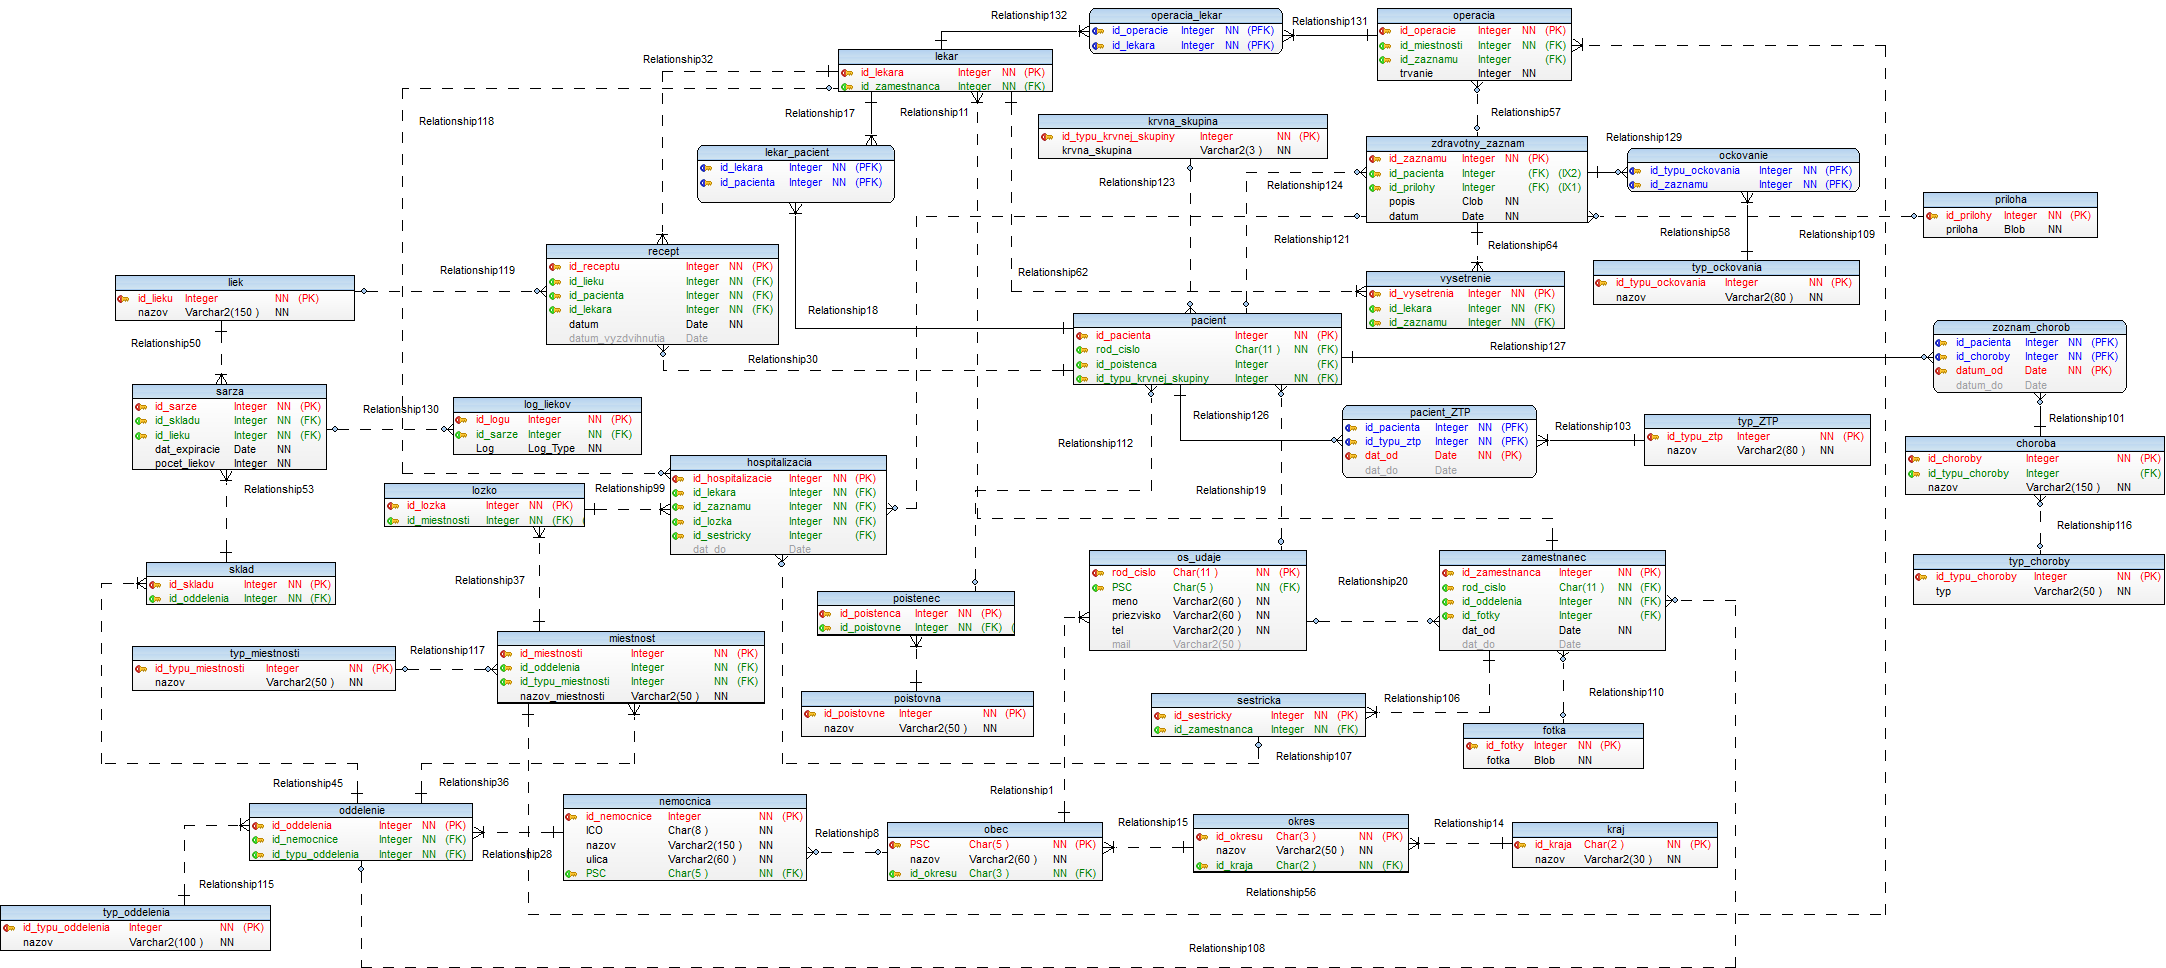 Relationship132
operacia_lekar
id_operacie Integer NN (PFK)
id_lekara Integer NN (PFK)
Relationship131
operacia
id_operacie Integer NN (PK)
id_miestnosti Integer NN (FK)
id_zaznamu Integer (FK)
trvanie Integer NN
Relationship32
lekar
id_lekara Integer NN (PK)
id_zamestnanca Integer NN (FK)
Relationship118
Relationship17
Relationship11
Relationship57
krvna_skupina
id_typu_krvnej_skupiny Integer NN (PK)
krvna_skupina Varchar2(3 ) NN
zdravotny_zaznam
id_zaznamu Integer NN (PK)
id_pacienta Integer (FK) (IX2)
id_prilohy Integer (FK) (IX1)
popis Clob NN
datum Date NN
Relationship129
ockovanie
id_typu_ockovania Integer NN (PFK)
id_zaznamu Integer NN (PFK)
lekar_pacient
id_lekara Integer NN (PFK)
id_pacienta Integer NN (PFK)
Relationship123
Relationship124
priloha
id_prilohy Integer NN (PK)
priloha Blob NN
Relationship121
Relationship64
Relationship58
Relationship109
recept
id_receptu Integer NN (PK)
id_lieku Integer NN (FK)
id_pacienta Integer NN (FK)
id_lekara Integer NN (FK)
datum Date NN
datum_vyzdvihnutia Date
Relationship119
Relationship62
liek
id_lieku Integer NN (PK)
nazov Varchar2(150 ) NN
vysetrenie
id_vysetrenia Integer NN (PK)
id_lekara Integer NN (FK)
id_zaznamu Integer NN (FK)
typ_ockovania
id_typu_ockovania Integer NN (PK)
nazov Varchar2(80 ) NN
Relationship18
pacient
id_pacienta Integer NN (PK)
rod_cislo Char(11 ) NN (FK)
id_poistenca Integer (FK)
id_typu_krvnej_skupiny Integer NN (FK)
Relationship127
zoznam_chorob
id_pacienta Integer NN (PFK)
id_choroby Integer NN (PFK)
datum_od Date NN (PK)
datum_do Date
Relationship50
Relationship30
sarza
id_sarze Integer NN (PK)
id_skladu Integer NN (FK)
id_lieku Integer NN (FK)
dat_expiracie Date NN
pocet_liekov Integer NN
Relationship130
log_liekov
id_logu Integer NN (PK)
id_sarze Integer NN (FK)
Log Log_Type NN
Relationship126
pacient_ZTP
id_pacienta Integer NN (PFK)
id_typu_ztp Integer NN (PFK)
dat_od Date NN (PK)
dat_do Date
Relationship103
typ_ZTP
id_typu_ztp Integer NN (PK)
nazov Varchar2(80 ) NN
Relationship101
Relationship112
choroba
id_choroby Integer NN (PK)
id_typu_choroby Integer (FK)
nazov Varchar2(150 ) NN
hospitalizacia
id_hospitalizacie Integer NN (PK)
id_lekara Integer NN (FK)
id_zaznamu Integer NN (FK)
id_lozka Integer NN (FK)
id_sestricky Integer (FK)
dat_do Date
Relationship53
lozko
id_lozka Integer NN (PK)
id_miestnosti Integer NN (FK) (
Relationship99
Relationship19
Relationship116
sklad
id_skladu Integer NN (PK)
id_oddelenia Integer NN (FK)
Relationship37
os_udaje
rod_cislo Char(11 ) NN (PK)
PSC Char(5 ) NN (FK)
meno Varchar2(60 ) NN
priezvisko Varchar2(60 ) NN
tel Varchar2(20 ) NN
mail Varchar2(50 )
Relationship20
zamestnanec
id_zamestnanca Integer NN (PK)
rod_cislo Char(11 ) NN (FK)
id_oddelenia Integer NN (FK)
id_fotky Integer (FK)
dat_od Date NN
dat_do Date
typ_choroby
id_typu_choroby Integer NN (PK)
typ Varchar2(50 ) NN
poistenec
id_poistenca Integer NN (PK)
id_poistovne Integer NN (FK) (
typ_miestnosti
id_typu_miestnosti Integer NN (PK)
nazov Varchar2(50 ) NN
Relationship117
miestnost
id_miestnosti Integer NN (PK)
id_oddelenia Integer NN (FK)
id_typu_miestnosti Integer NN (FK)
nazov_miestnosti Varchar2(50 ) NN
poistovna
id_poistovne Integer NN (PK)
nazov Varchar2(50 ) NN
sestricka
id_sestricky Integer NN (PK)
id_zamestnanca Integer NN (FK)
Relationship106
Relationship110
fotka
id_fotky Integer NN (PK)
fotka Blob NN
Relationship107
Relationship45
Relationship36
Relationship1
oddelenie
id_oddelenia Integer NN (PK)
id_nemocnice Integer NN (FK)
id_typu_oddelenia Integer NN (FK)
Relationship28
nemocnica
id_nemocnice Integer NN (PK)
ICO Char(8 ) NN
nazov Varchar2(150 ) NN
ulica Varchar2(60 ) NN
PSC Char(5 ) NN (FK)
Relationship8
obec
PSC Char(5 ) NN (PK)
nazov Varchar2(60 ) NN
id_okresu Char(3 ) NN (FK)
Relationship15
okres
id_okresu Char(3 ) NN (PK)
nazov Varchar2(50 ) NN
id_kraja Char(2 ) NN (FK)
Relationship14
kraj
id_kraja Char(2 ) NN (PK)
nazov Varchar2(30 ) NN
Relationship115
Relationship56
typ_oddelenia
id_typu_oddelenia Integer NN (PK)
nazov Varchar2(100 ) NN
Relationship108